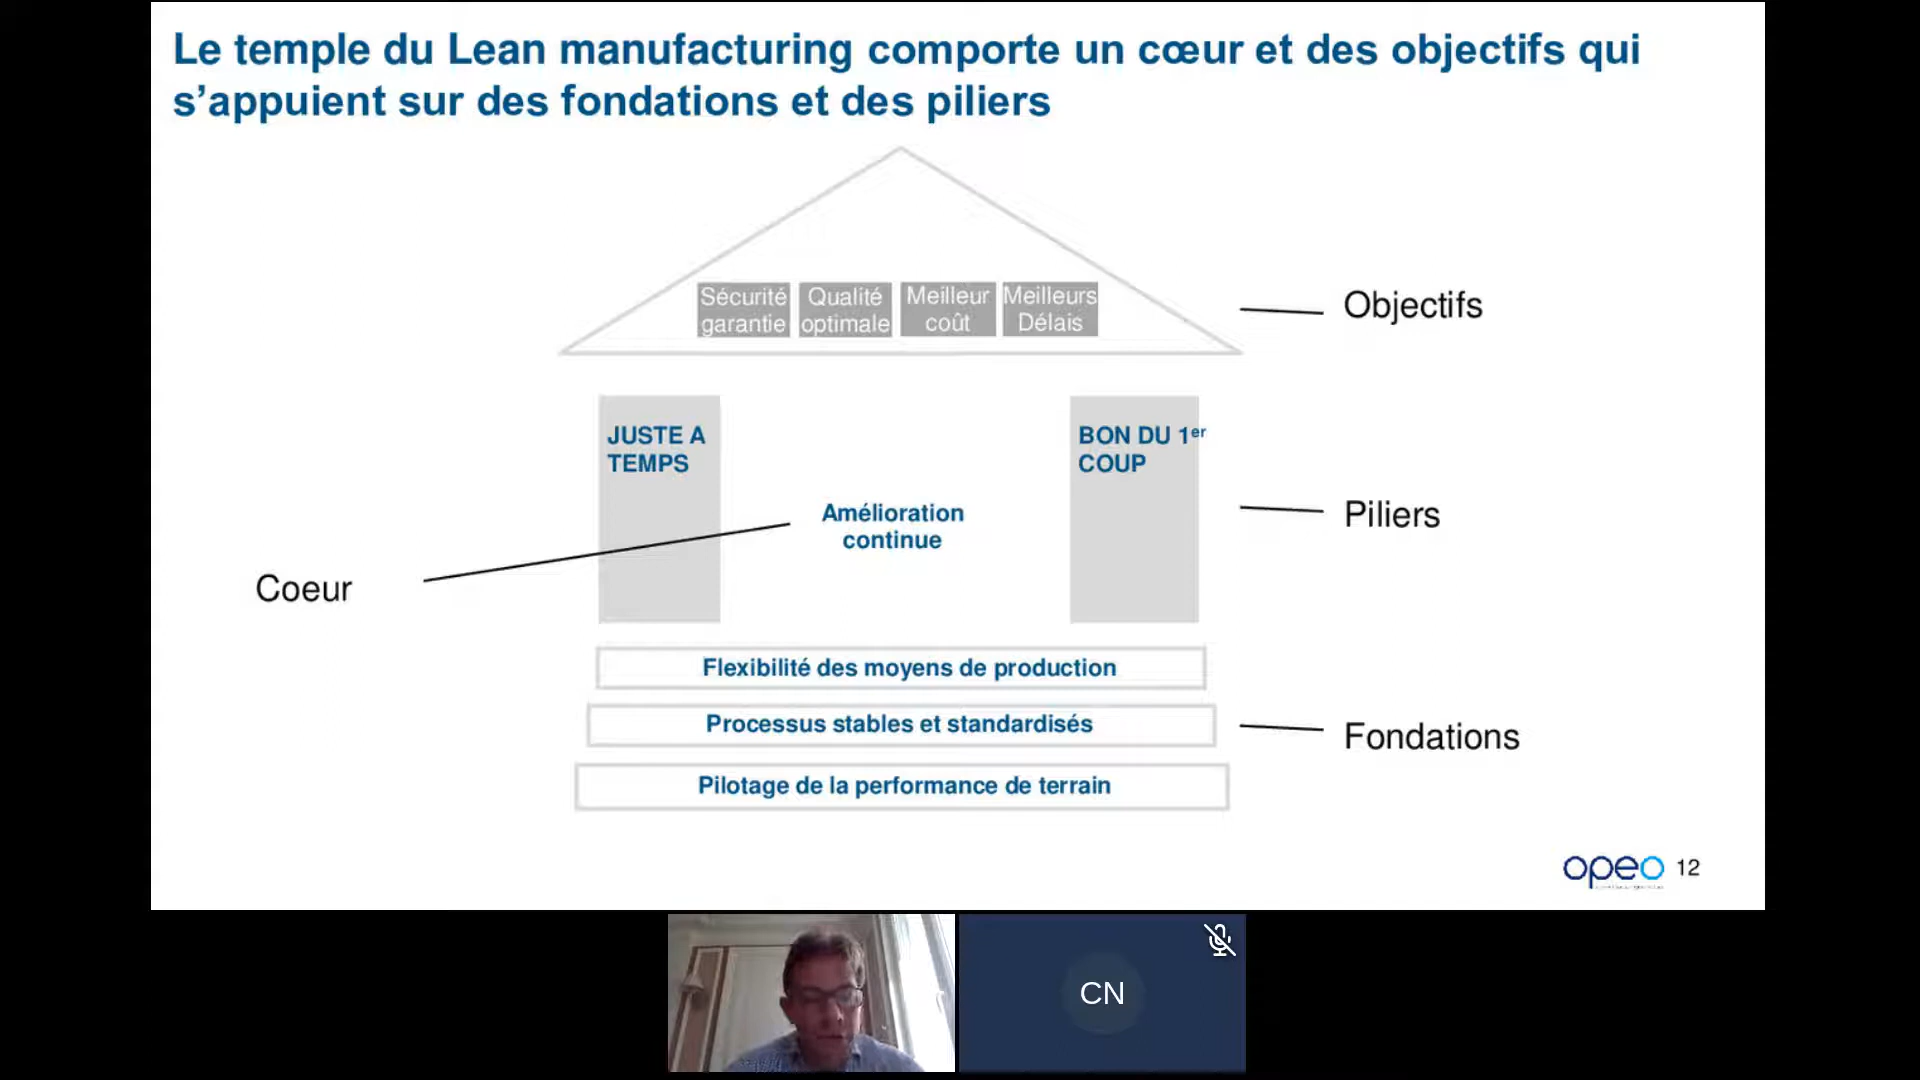 Le temple du Lean manufacturing comporte un cœur et des objectifs qui
s’appuient sur des fondations et des piliers
Sécurité
garantie
Qualité
optimale
Meilleur
coût
Meilleurs
Délais
Objectifs
JUSTE A
TEMPS
BON DU 1er
COUP
Amélioration
continue
Piliers
Coeur
Flexibilité des moyens de production
Processus stables et standardisés
Fondations
Pilotage de la performance de terrain
opeo 12
CN